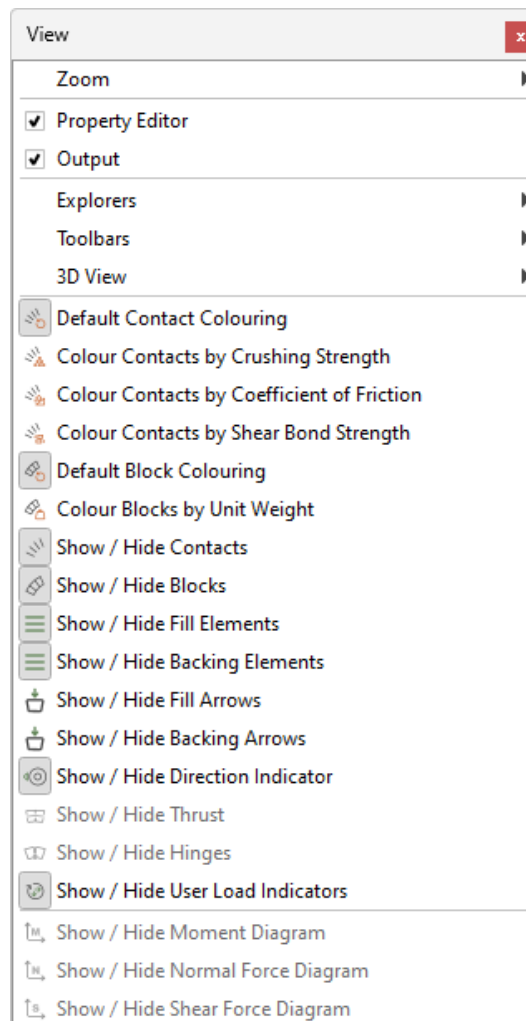 View
x
Zoom
Property Editor
Output
Explorers
Toolbars
3D View
Default Contact Colouring
Colour Contacts by Crushing Strength
Colour Contacts by Coefficient of Friction
Colour Contacts by Shear Bond Strength
Default Block Colouring
Colour Blocks by Unit Weight
Show / Hide Contacts
Show / Hide Blocks
Show / Hide Fill Elements
Show / Hide Backing Elements
Show / Hide Fill Arrows
Show / Hide Backing Arrows
Show / Hide Direction Indicator
Show / Hide Thrust
Show / Hide Hinges
Show / Hide User Load Indicators
M Show / Hide Moment Diagram
N Show / Hide Normal Force Diagram
S Show / Hide Shear Force Diagram